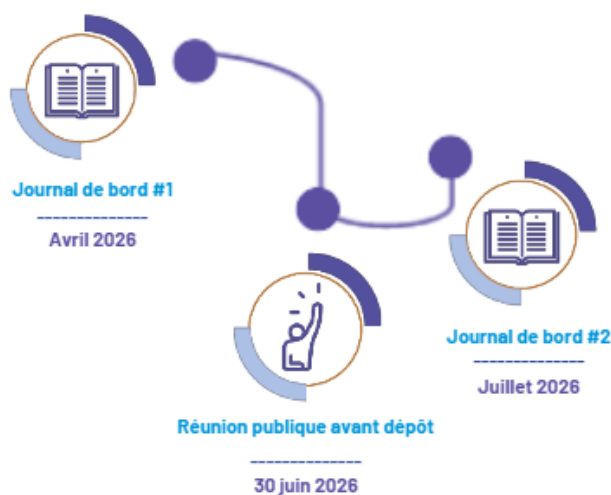 Journal de bord #1
--------------
Avril 2026
Réunion publique avant dépôt
--------------
30 juin 2026
Journal de bord #2
--------------
Juillet 2026